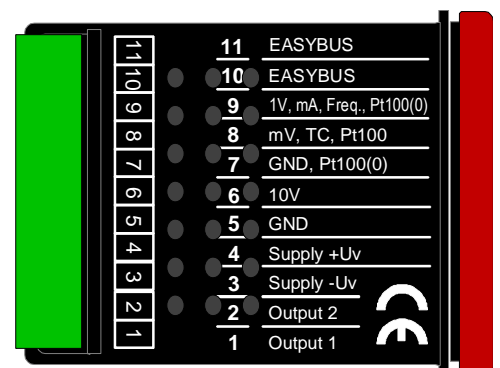 11 EASYBUS
10 EASYBUS
9 1V, mA, Freq., Pt100(0)
8 mV, TC, Pt100
7 GND, Pt100(0)
6 10V
5 GND
4 Supply +Uv
3 Supply -Uv
2 Output 2
1 Output 1
11
10
9
8
7
6
5
4
3
2
1
CE